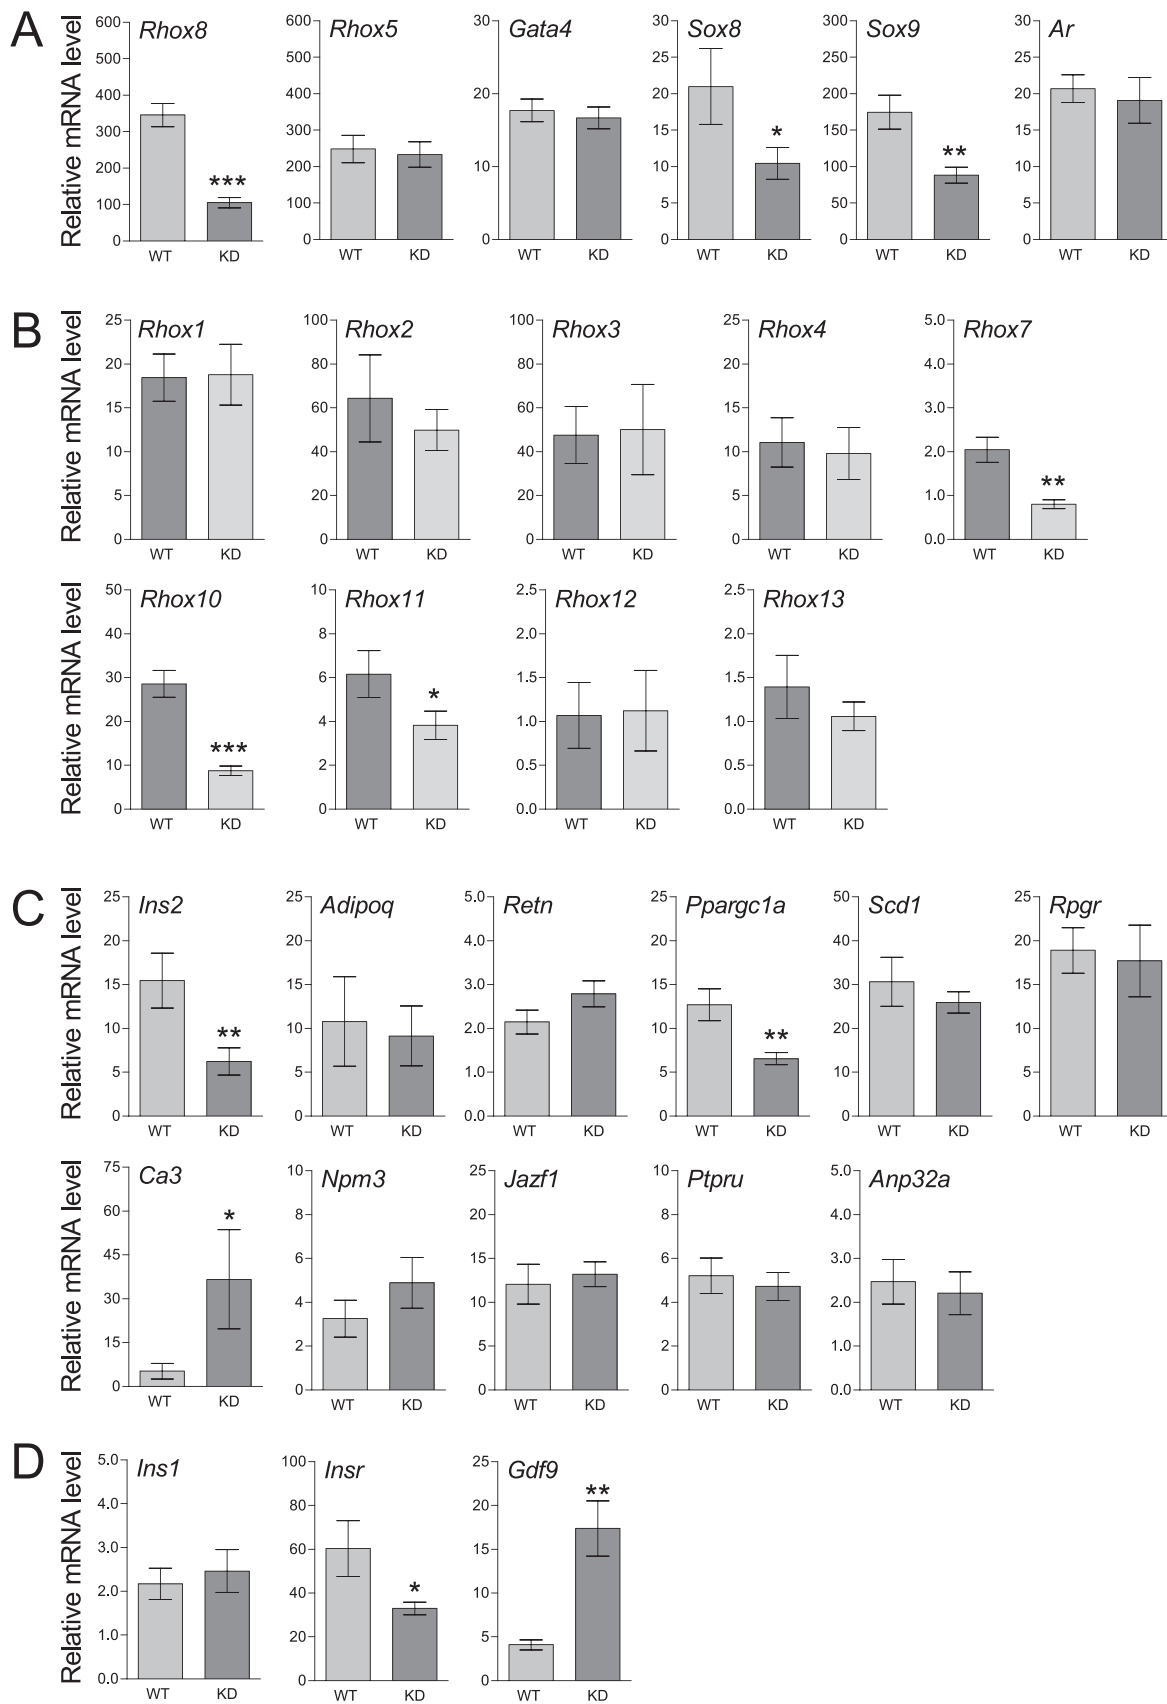 A
Relative mRNA level
Rhox8
600
500
400
300
200
100
0
***
WT KD
Rhox5
600
500
400
300
200
100
0
WT KD
Gata4
30
20
10
0
WT KD
Sox8
30
25
20
15
10
5
0
*
WT KD
Sox9
300
250
200
150
100
50
0
**
WT KD
Ar
30
25
20
15
10
5
0
WT KD
B
Relative mRNA level
Rhox1
25
20
15
10
5
0
WT KD
Rhox2
100
80
60
40
20
0
WT KD
Rhox3
100
80
60
40
20
0
WT KD
Rhox4
25
20
15
10
5
0
WT KD
Rhox7
5.0
4.0
3.0
2.0
1.0
0.0
**
WT KD
Relative mRNA level
Rhox10
50
40
30
20
10
0
***
WT KD
Rhox11
10
8
6
4
2
0
*
WT KD
Rhox12
2.5
2.0
1.5
1.0
0.5
0.0
WT KD
Rhox13
2.5
2.0
1.5
1.0
0.5
0.0
WT KD
C
Relative mRNA level
Ins2
25
20
15
10
5
0
**
WT KD
Adipoq
25
20
15
10
5
0
WT KD
Retn
5.0
4.0
3.0
2.0
1.0
0.0
WT KD
Ppargc1a
25
20
15
10
5
0
**
WT KD
Scd1
50
40
30
20
10
0
WT KD
Rpgr
25
20
15
10
5
0
WT KD
Relative mRNA level
Ca3
75
60
45
30
15
0
*
WT KD
Npm3
10
8
6
4
2
0
WT KD
Jazf1
25
20
15
10
5
0
WT KD
Ptpru
10
8
6
4
2
0
WT KD
Anp32a
5.0
4.0
3.0
2.0
1.0
0.0
WT KD
D
Relative mRNA level
Ins1
5.0
4.0
3.0
2.0
1.0
0.0
WT KD
Insr
100
80
60
40
20
0
*
WT KD
Gdf9
25
20
15
10
5
0
**
WT KD